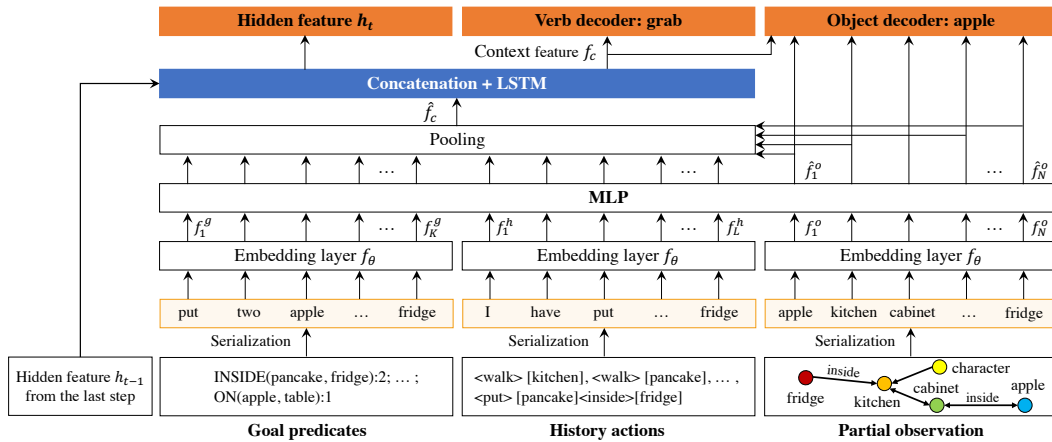 Hidden feature h_t
Verb decoder: grab
Object decoder: apple
Context feature f_c
Concatenation + LSTM
f̂_c
Pooling
… … f̂_1^o … f̂_N^o
MLP
f_1^g … f_K^g f_1^h … f_L^h f_1^o … f_N^o
Embedding layer f_θ
Embedding layer f_θ
Embedding layer f_θ
put two apple … fridge
I have put … fridge
apple kitchen cabinet … fridge
Serialization
Serialization
Serialization
Hidden feature h_{t−1}
from the last step
INSIDE(pancake, fridge):2; … ;
ON(apple, table):1
<walk> [kitchen], <walk> [pancake], … ,
<put> [pancake]<inside>[fridge]
inside
character
fridge
kitchen
cabinet
inside
apple
Goal predicates
History actions
Partial observation